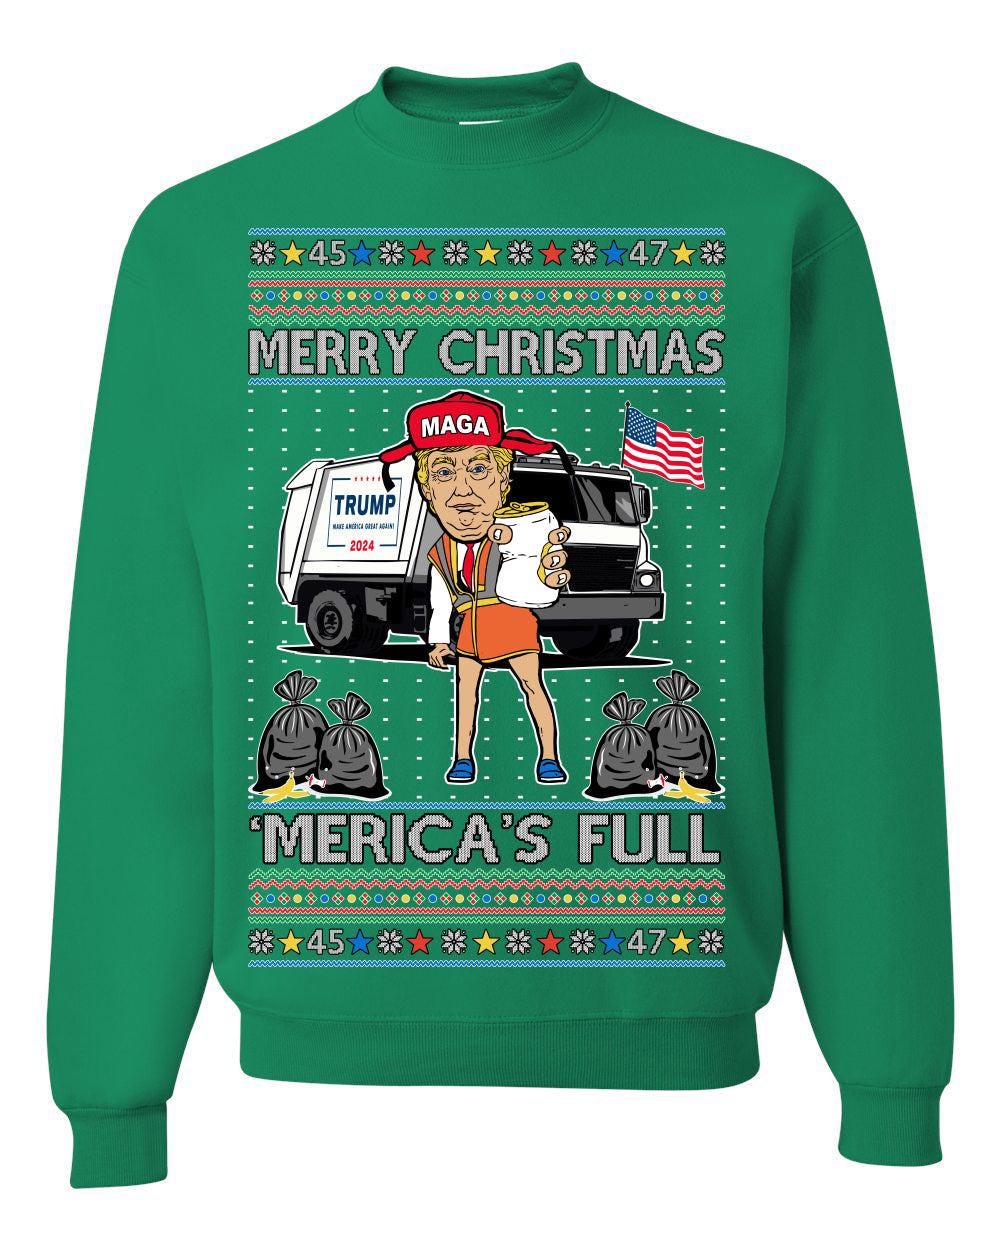 45 47
MERRY CHRISTMAS
MAGA
TRUMP
MAKE AMERICA GREAT AGAIN!
2024
'MERICA'S FULL
45 47